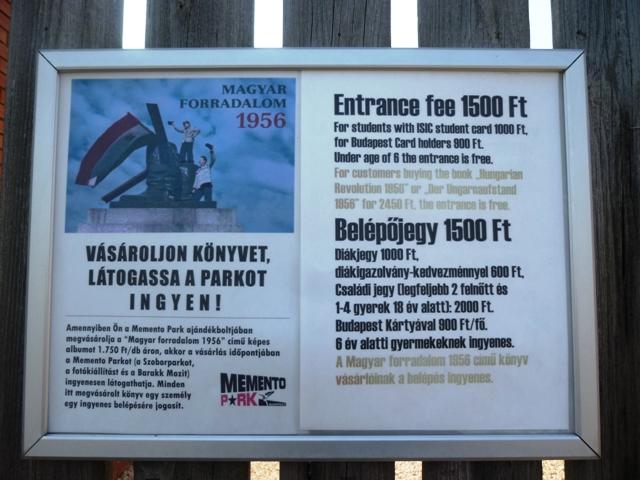 MAGYAR
FORRADALOM
1956
VÁSÁROLJON KÖNYVET,
LÁTOGASSA A PARKOT
INGYEN!
Amennyiben Ön a Memento Park ajándékboltjában
megvásárolja a "Magyar forradalom 1956" című képes
albumot 1.750 Ft/db áron, akkor a vásárlás időpontjában
a Memento Parkot (a Szoborparkot,
a fotókiállítást és a Barakk Mozit)
ingyenesen látogathatja. Minden
itt megvásárolt könyv egy személy
egy ingyenes belépésére jogosít.
MEMENTO
PARK
Entrance fee 1500 Ft
For students with ISIC student card 1000 Ft,
for Budapest Card holders 900 Ft.
Under age of 6 the entrance is free.
For customers buying the book „Hungarian
Revolution 1956" or „Der Ungarnaufstand
1956" for 2450 Ft, the entrance is free.
Belépőjegy 1500 Ft
Diákjegy 1000 Ft,
diákigazolvány-kedvezménnyel 600 Ft,
Családi jegy (legfeljebb 2 felnőtt és
1-4 gyerek 18 év alatt): 2000 Ft.
Budapest Kártyával 900 Ft/fő.
6 év alatti gyermekeknek ingyenes.
A Magyar forradalom 1956 című könyv
vásárlóinak a belépés ingyenes.